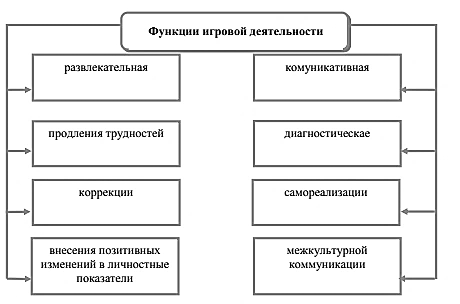 Функции игровой деятельности
развлекательная
комуникативная
продления трудностей
диагностическае
коррекции
самореализации
внесения позитивных
изменений в личностные
показатели
межкультурной
коммуникации